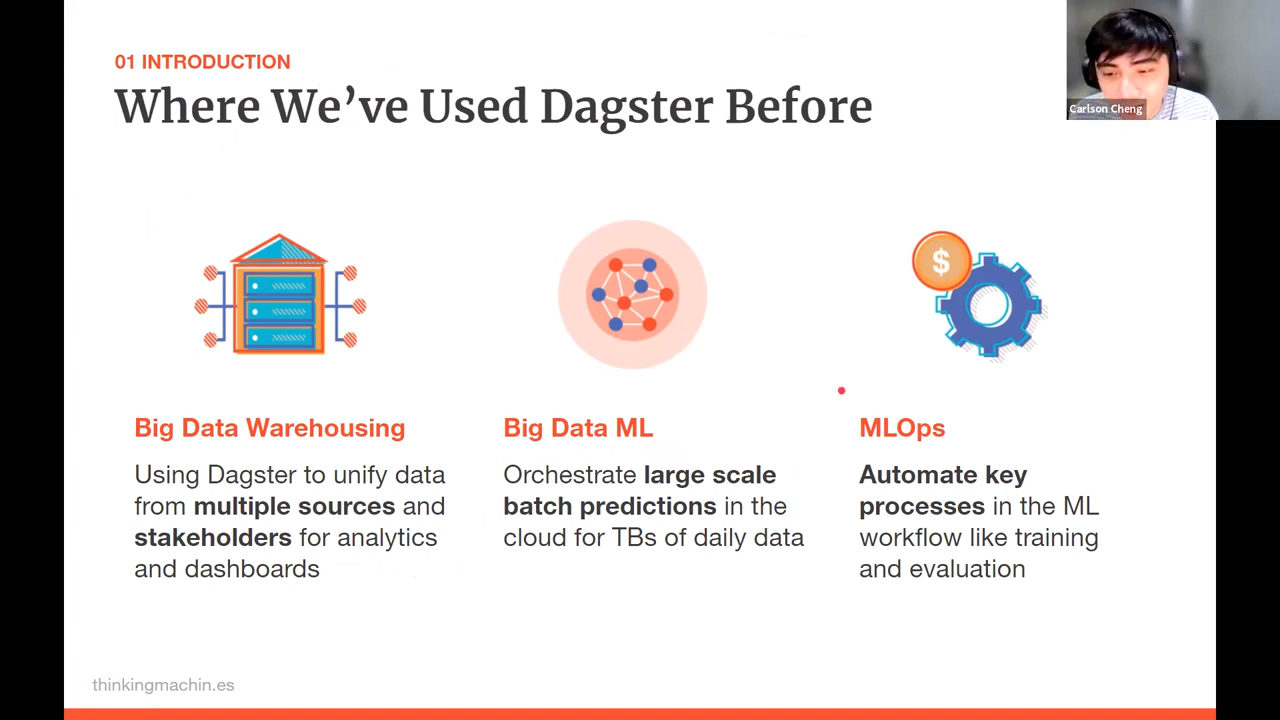 01 INTRODUCTION
Where We’ve Used Dagster Before
Carlson Cheng
$
Big Data Warehousing
Using Dagster to unify data
from multiple sources and
stakeholders for analytics
and dashboards
Big Data ML
Orchestrate large scale
batch predictions in the
cloud for TBs of daily data
MLOps
Automate key
processes in the ML
workflow like training
and evaluation
thinkingmachin.es